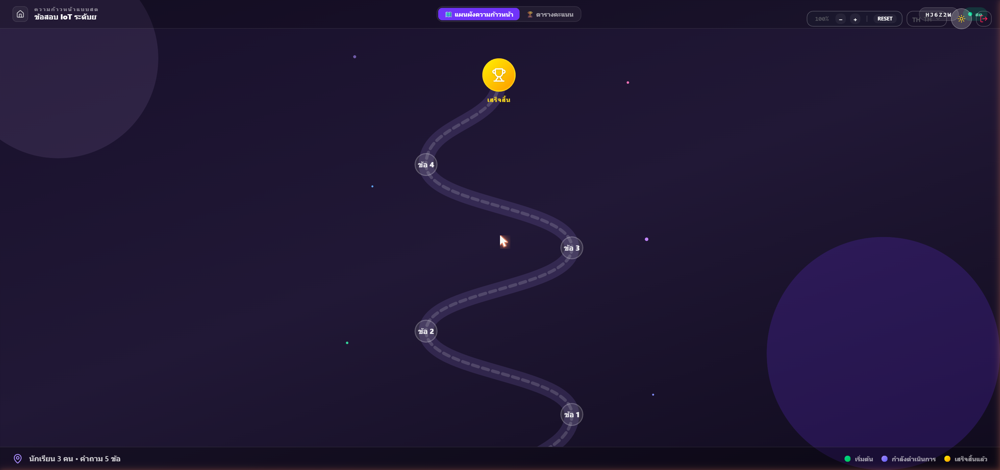 ความก้าวหน้าแบบสด
ข้อสอบ IoT ระดับย
🗺️ แผนผังความก้าวหน้า
🏆 ตารางคะแนน
100% − + RESET
TH TH
HJ6Z2W
สด
เสร็จสิ้น
ข้อ 4
ข้อ 3
ข้อ 2
ข้อ 1
นักเรียน 3 คน • คำถาม 5 ข้อ
เริ่มต้น
กำลังดำเนินการ
เสร็จสิ้นแล้ว